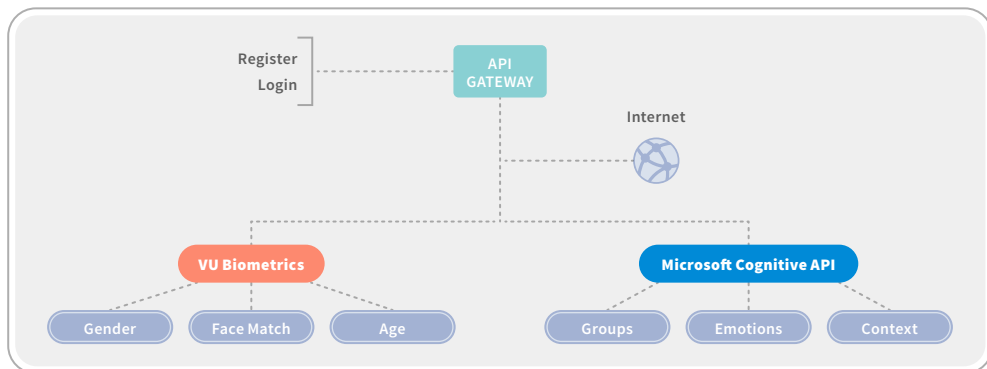 Register
Login
API
GATEWAY
Internet
VU Biometrics
Microsoft Cognitive API
Gender
Face Match
Age
Groups
Emotions
Context